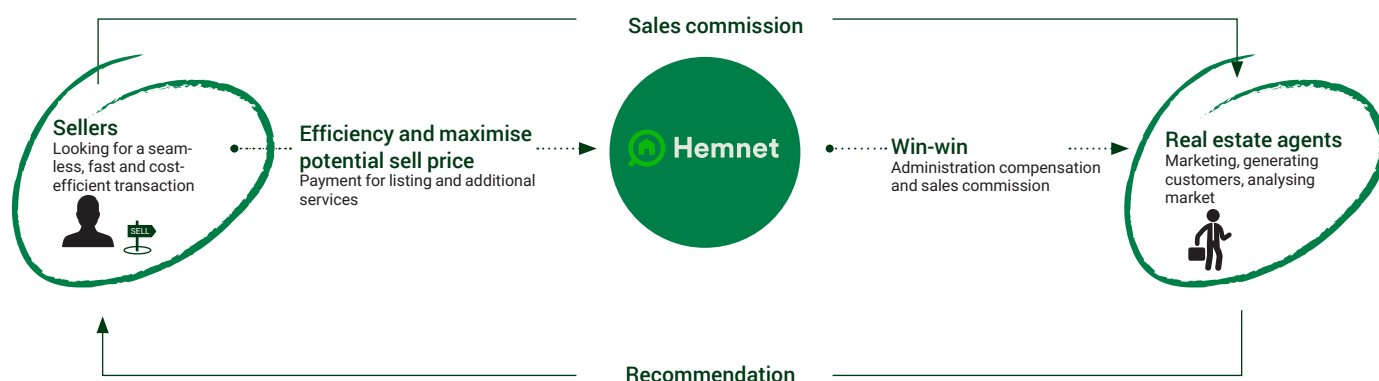 Sales commission
Sellers
Looking for a seam-
less, fast and cost-
efficient transaction
SELL
Efficiency and maximise
potential sell price
Payment for listing and additional
services
Hemnet
Win-win
Administration compensation
and sales commission
Real estate agents
Marketing, generating
customers, analysing
market
Recommendation